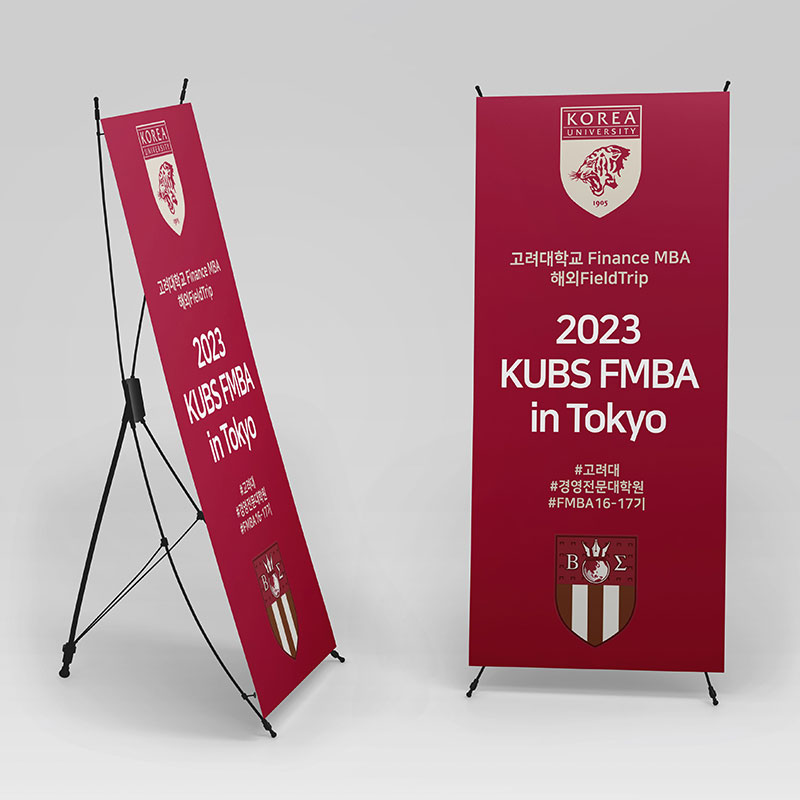 KOREA
UNIVERSITY
1905
고려대학교 Finance MBA
해외FieldTrip
2023
KUBS FMBA
in Tokyo
#고려대
#경영전문대학원
#FMBA16-17기
B Σ
KOREA
UNIVERSITY
1905
고려대학교 Finance MBA
해외FieldTrip
2023
KUBS FMBA
in Tokyo
#고려대
#경영전문대학원
#FMBA16-17기
B Σ